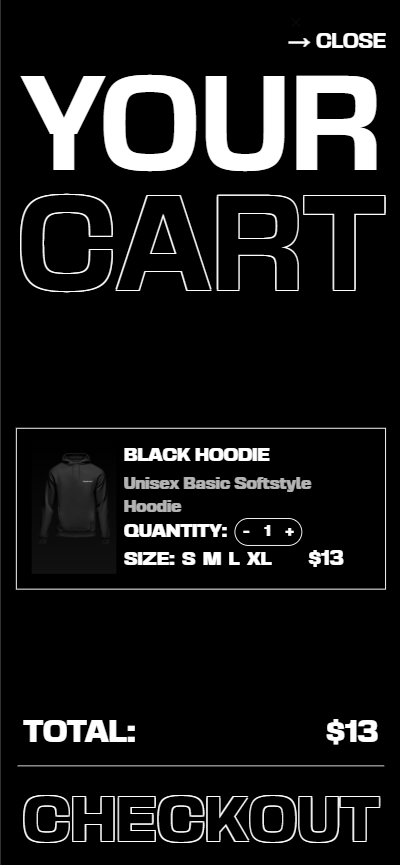 → CLOSE
YOUR
CART
BLACK HOODIE
Unisex Basic Softstyle
Hoodie
QUANTITY: - 1 +
SIZE: S M L XL $13
TOTAL: $13
CHECKOUT